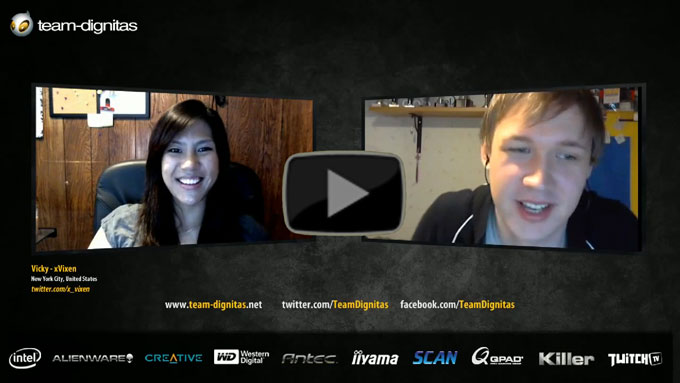 team-dignitas
Vicky - xVixen
New York City, United States
twitter.com/x_vixen
www.team-dignitas.net twitter.com/TeamDignitas facebook.com/TeamDignitas
intel ALIENWARE CREATIVE WD Western Digital Antec iiyama SCAN QPAD Killer TWITCH TV